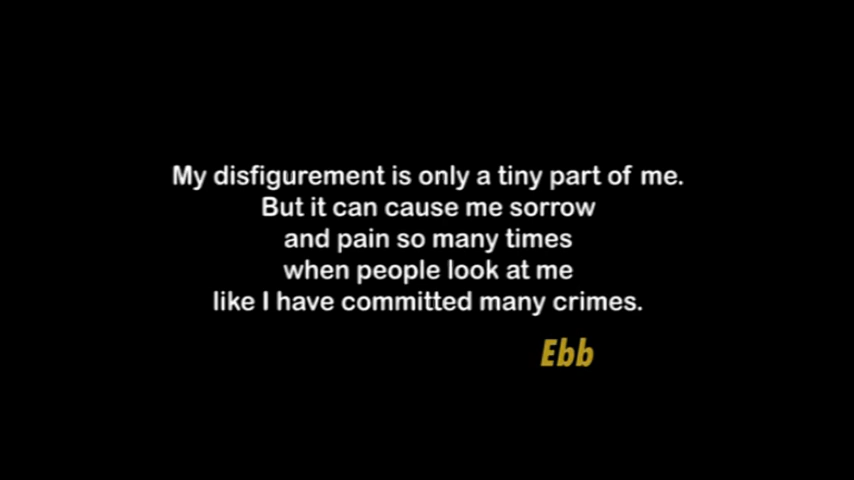 My disfigurement is only a tiny part of me.
But it can cause me sorrow
and pain so many times
when people look at me
like I have committed many crimes.
Ebb